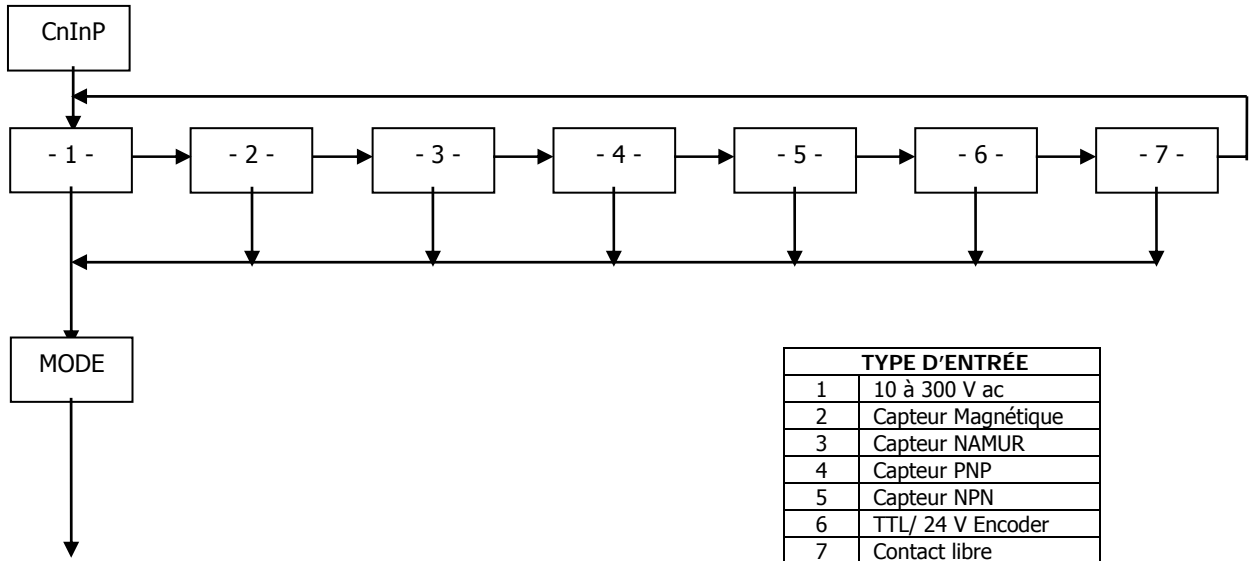 CnInP
- 1 - - 2 - - 3 - - 4 - - 5 - - 6 - - 7 -
MODE
TYPE D'ENTRÉE
1 10 à 300 V ac
2 Capteur Magnétique
3 Capteur NAMUR
4 Capteur PNP
5 Capteur NPN
6 TTL/ 24 V Encoder
7 Contact libre